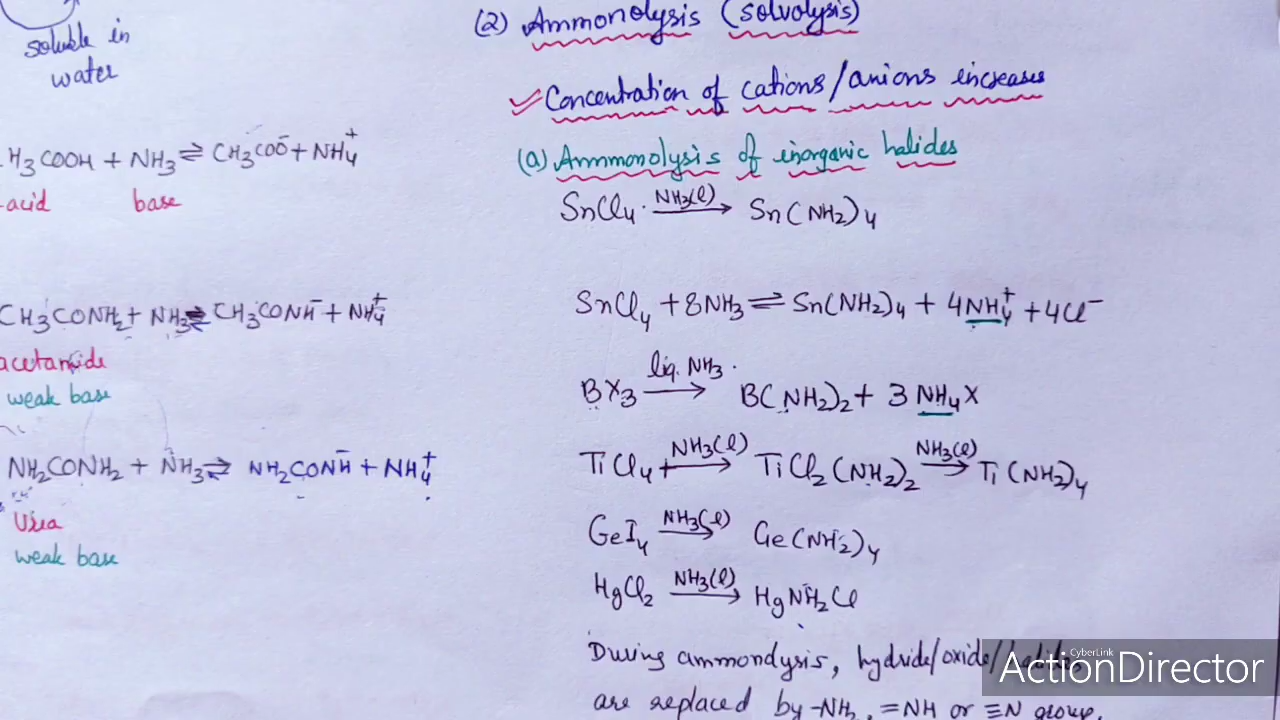 soluble in
water
H3COOH + NH3 ⇌ CH3COO⁻ + NH4⁺
acid base
CH3CONH2 + NH3 ⇌ CH3CONH⁻ + NH4⁺
acetamide
weak base
NH2CONH2 + NH3 ⇌ NH2CONH⁻ + NH4⁺
Urea
weak base
(2) Ammonolysis (solvolysis)
✓ Concentration of cations/anions increases
(a) Ammonolysis of inorganic halides
SnCl4 NH3(l)→ Sn(NH2)4
SnCl4 + 8NH3 ⇌ Sn(NH2)4 + 4NH4⁺ + 4Cl⁻
BX3 liq. NH3→ B(NH2)2 + 3NH4X
TiCl4 + NH3(l)→ TiCl2(NH2)2 NH3(l)→ Ti(NH2)4
GeI4 NH3(l)→ Ge(NH2)4
HgCl2 NH3(l)→ HgNH2Cl
During ammonolysis, hydride/oxide/
are replaced by -NH2, =NH or ≡N group.
CyberLink
ActionDirector